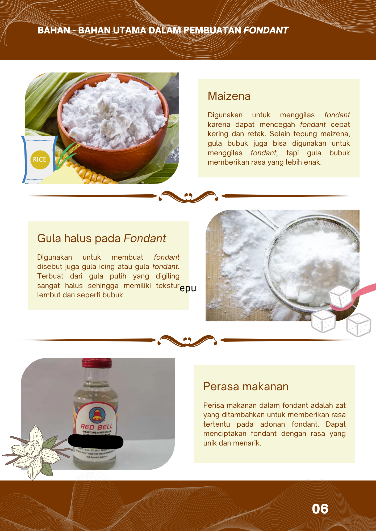 BAHAN - BAHAN UTAMA DALAM PEMBUATAN FONDANT
Maizena
Digunakan untuk menggilas fondant
karena dapat mencegah fondant cepat
kering dan retak. Selain tepung maizena,
gula bubuk juga bisa digunakan untuk
menggilas fondant, tapi gula bubuk
memberikan rasa yang lebih enak.
RICE
Gula halus pada Fondant
Digunakan untuk membuat fondant
disebut juga gula icing atau gula fondant.
Terbuat dari gula putih yang digiling
sangat halus sehingga memiliki tekstur
lembut dan seperti bubuk
epu
Perasa makanan
Perisa makanan dalam fondant adalah zat
yang ditambahkan untuk memberikan rasa
tertentu pada adonan fondant. Dapat
menciptakan fondant dengan rasa yang
unik dan menarik.
RED BELL
06